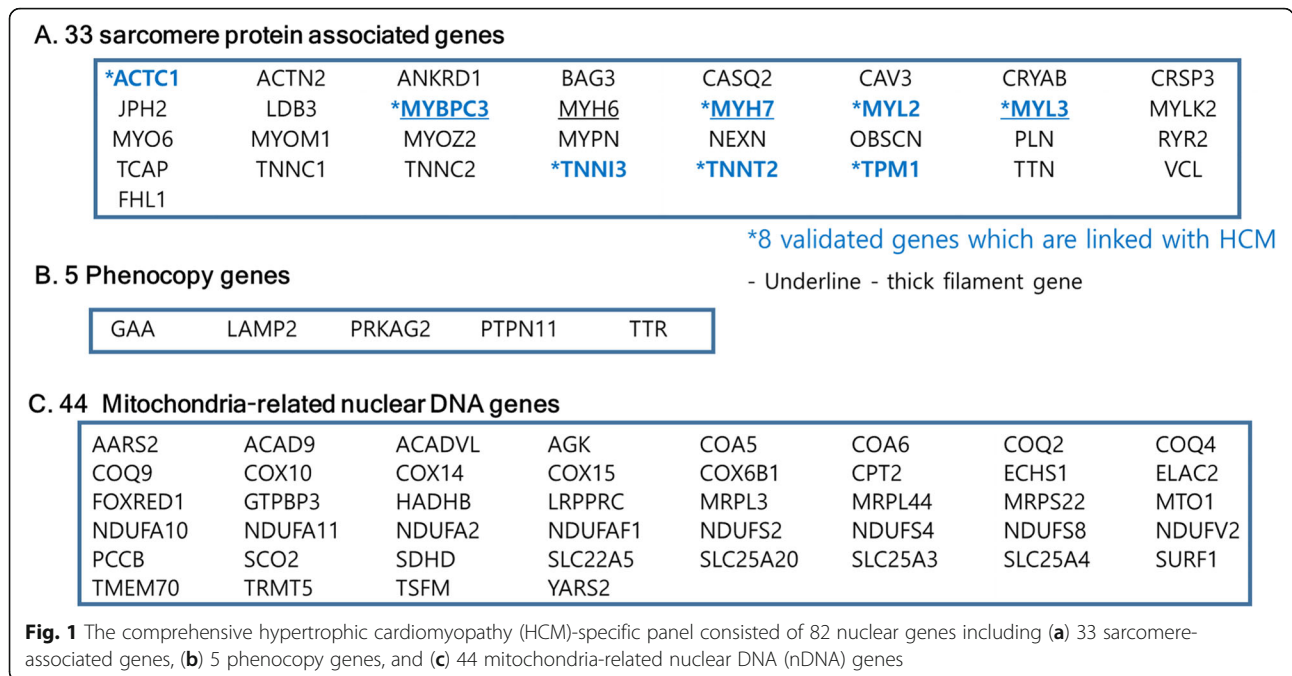 A. 33 sarcomere protein associated genes
*ACTC1 ACTN2 ANKRD1 BAG3 CASQ2 CAV3 CRYAB CRSP3
JPH2 LDB3 *MYBPC3 MYH6 *MYH7 *MYL2 *MYL3 MYLK2
MYO6 MYOM1 MYOZ2 MYPN NEXN OBSCN PLN RYR2
TCAP TNNC1 TNNC2 *TNNI3 *TNNT2 *TPM1 TTN VCL
FHL1
*8 validated genes which are linked with HCM
- Underline - thick filament gene
B. 5 Phenocopy genes
GAA LAMP2 PRKAG2 PTPN11 TTR
C. 44 Mitochondria-related nuclear DNA genes
AARS2 ACAD9 ACADVL AGK COA5 COA6 COQ2 COQ4
COQ9 COX10 COX14 COX15 COX6B1 CPT2 ECHS1 ELAC2
FOXRED1 GTPBP3 HADHB LRPPRC MRPL3 MRPL44 MRPS22 MTO1
NDUFA10 NDUFA11 NDUFA2 NDUFAF1 NDUFS2 NDUFS4 NDUFS8 NDUFV2
PCCB SCO2 SDHD SLC22A5 SLC25A20 SLC25A3 SLC25A4 SURF1
TMEM70 TRMT5 TSFM YARS2
Fig. 1 The comprehensive hypertrophic cardiomyopathy (HCM)-specific panel consisted of 82 nuclear genes including (a) 33 sarcomere-
associated genes, (b) 5 phenocopy genes, and (c) 44 mitochondria-related nuclear DNA (nDNA) genes